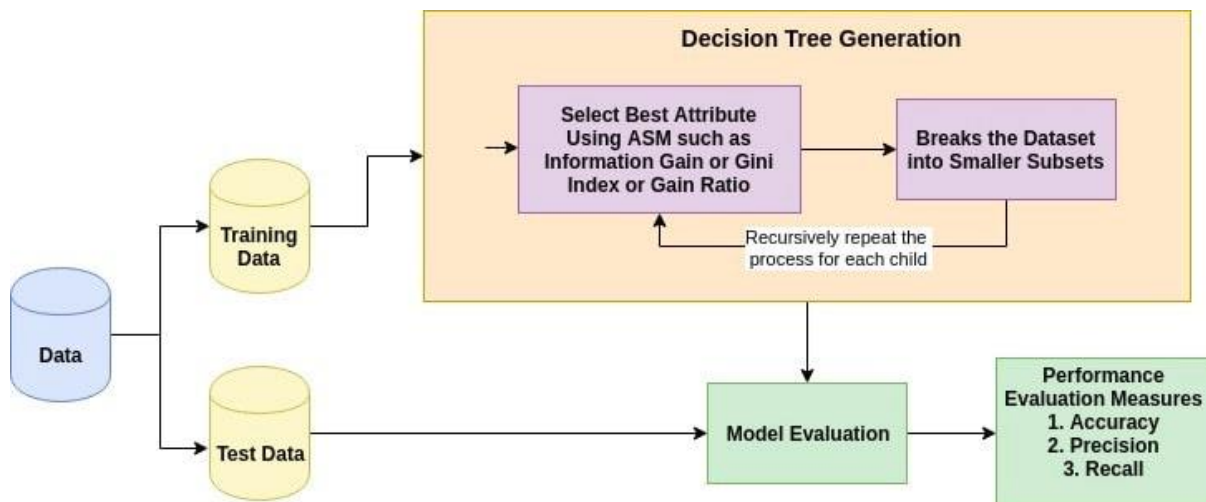 Decision Tree Generation
Select Best Attribute
Using ASM such as
Information Gain or Gini
Index or Gain Ratio
Breaks the Dataset
into Smaller Subsets
Recursively repeat the
process for each child
Training
Data
Data
Test Data
Model Evaluation
Performance
Evaluation Measures
1. Accuracy
2. Precision
3. Recall